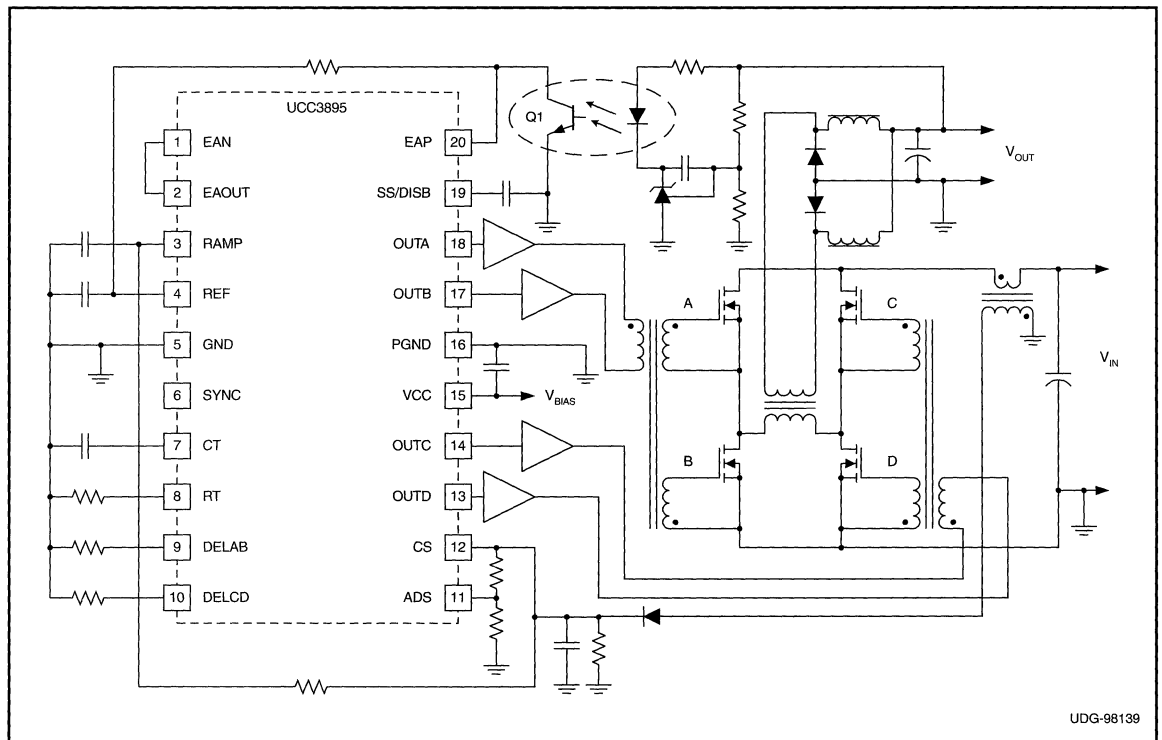 UCC3895
Q1
1 EAN
EAP 20
2 EAOUT
SS/DISB 19
3 RAMP
OUTA 18
4 REF
OUTB 17
5 GND
PGND 16
6 SYNC
VCC 15
7 CT
OUTC 14
8 RT
OUTD 13
9 DELAB
CS 12
10 DELCD
ADS 11
VBIAS
A
B
C
D
VOUT
VIN
UDG-98139